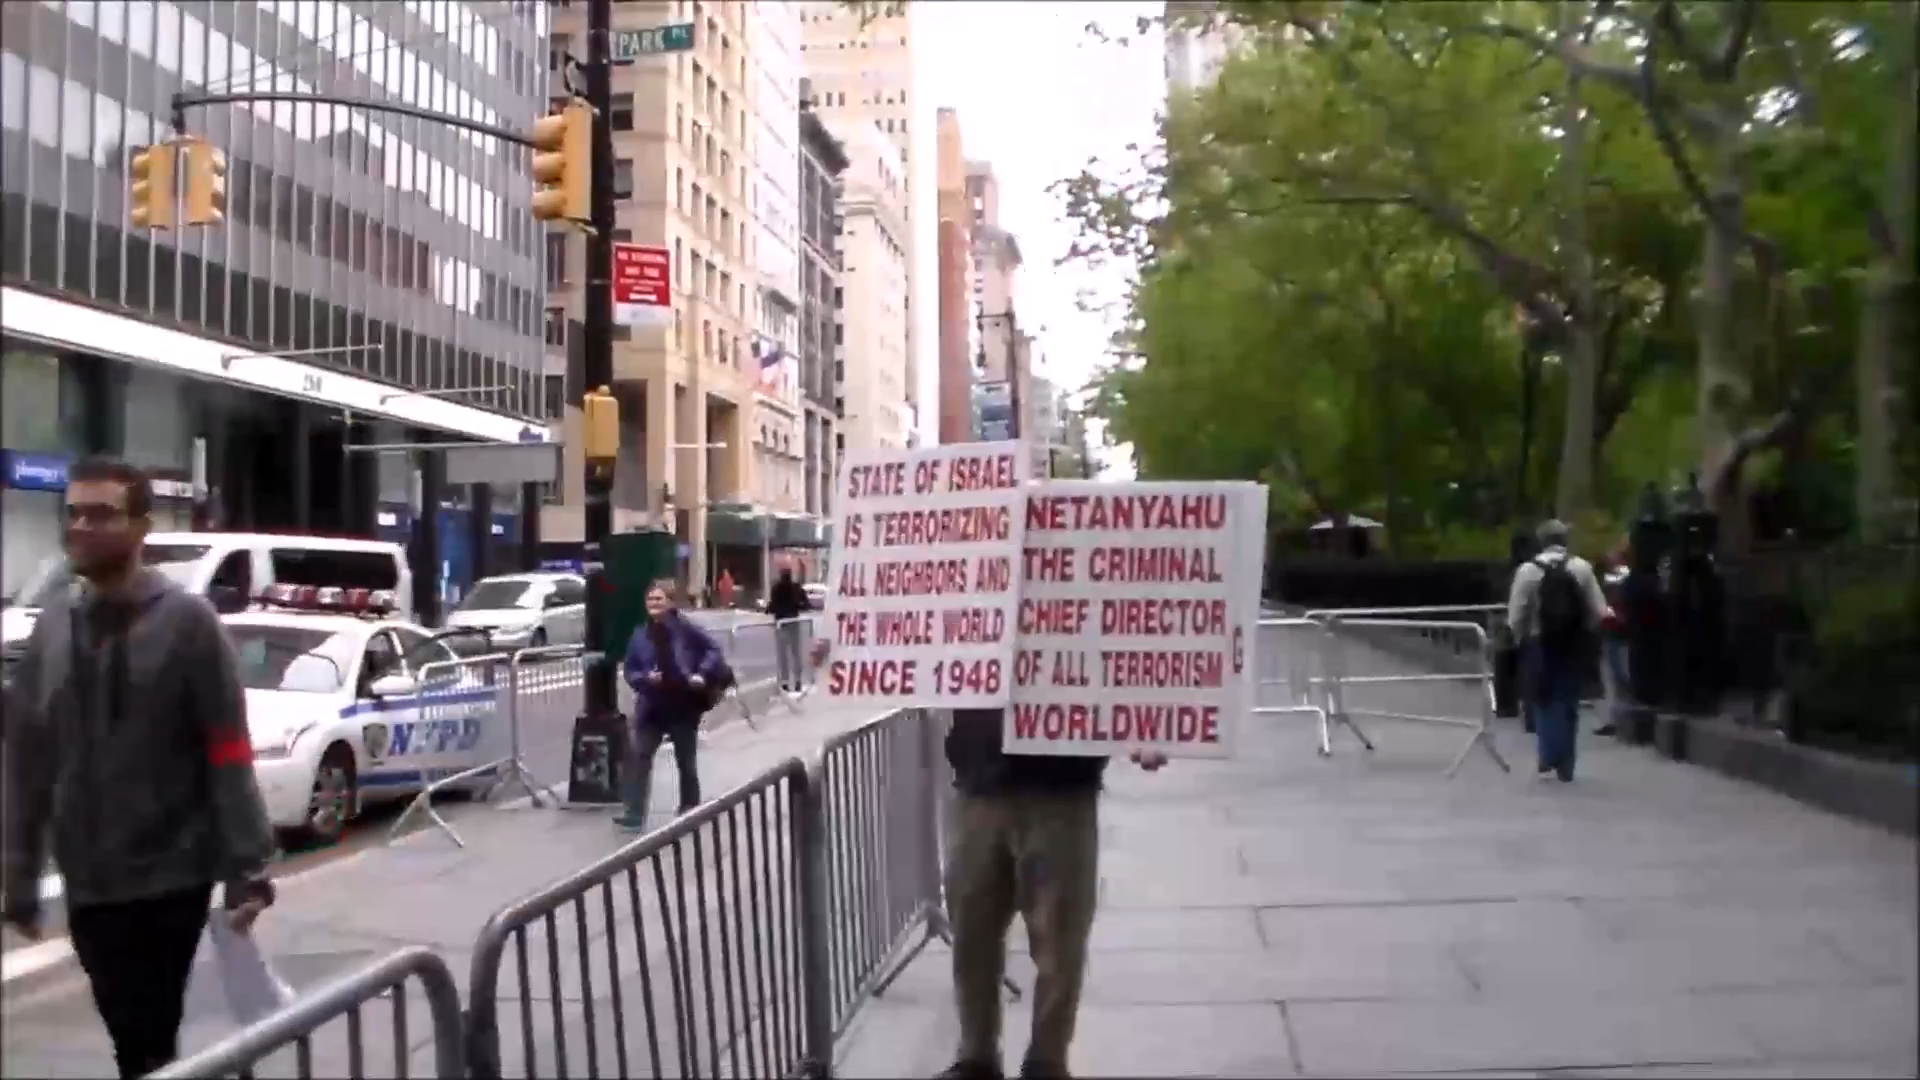 PARK PL
STATE OF ISRAEL
IS TERRORIZING
ALL NEIGHBORS AND
THE WHOLE WORLD
SINCE 1948
NETANYAHU
THE CRIMINAL
CHIEF DIRECTOR
OF ALL TERRORISM
WORLDWIDE
G
pharmacy
NYPD